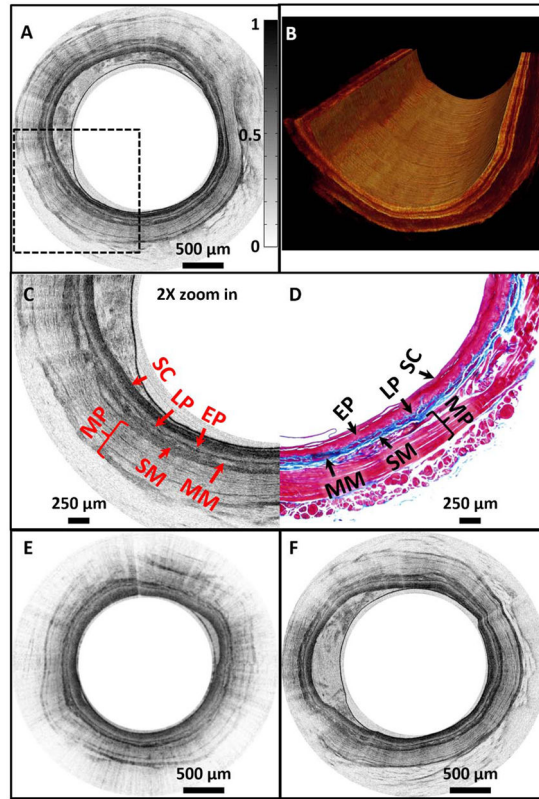 A
1
0.5
0
500 µm
B
C
2X zoom in
SC
LP
EP
MP
SM
MM
250 µm
D
EP
LP
SC
MP
SM
MM
250 µm
E
500 µm
F
500 µm